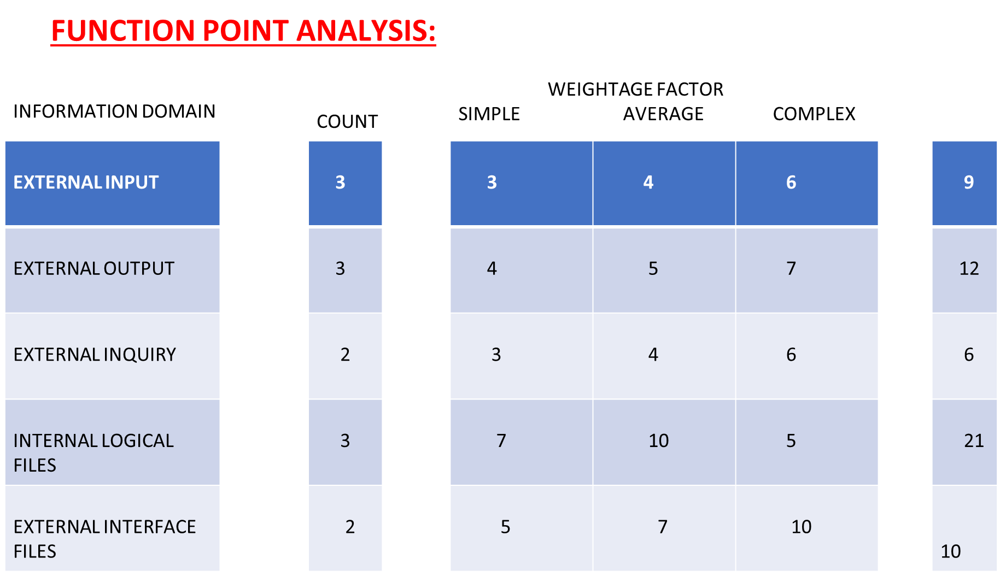 FUNCTION POINT ANALYSIS:
WEIGHTAGE FACTOR
INFORMATION DOMAIN COUNT SIMPLE AVERAGE COMPLEX
EXTERNAL INPUT 3 3 4 6 9
EXTERNAL OUTPUT 3 4 5 7 12
EXTERNAL INQUIRY 2 3 4 6 6
INTERNAL LOGICAL 3 7 10 5 21
FILES
EXTERNAL INTERFACE 2 5 7 10
FILES 10